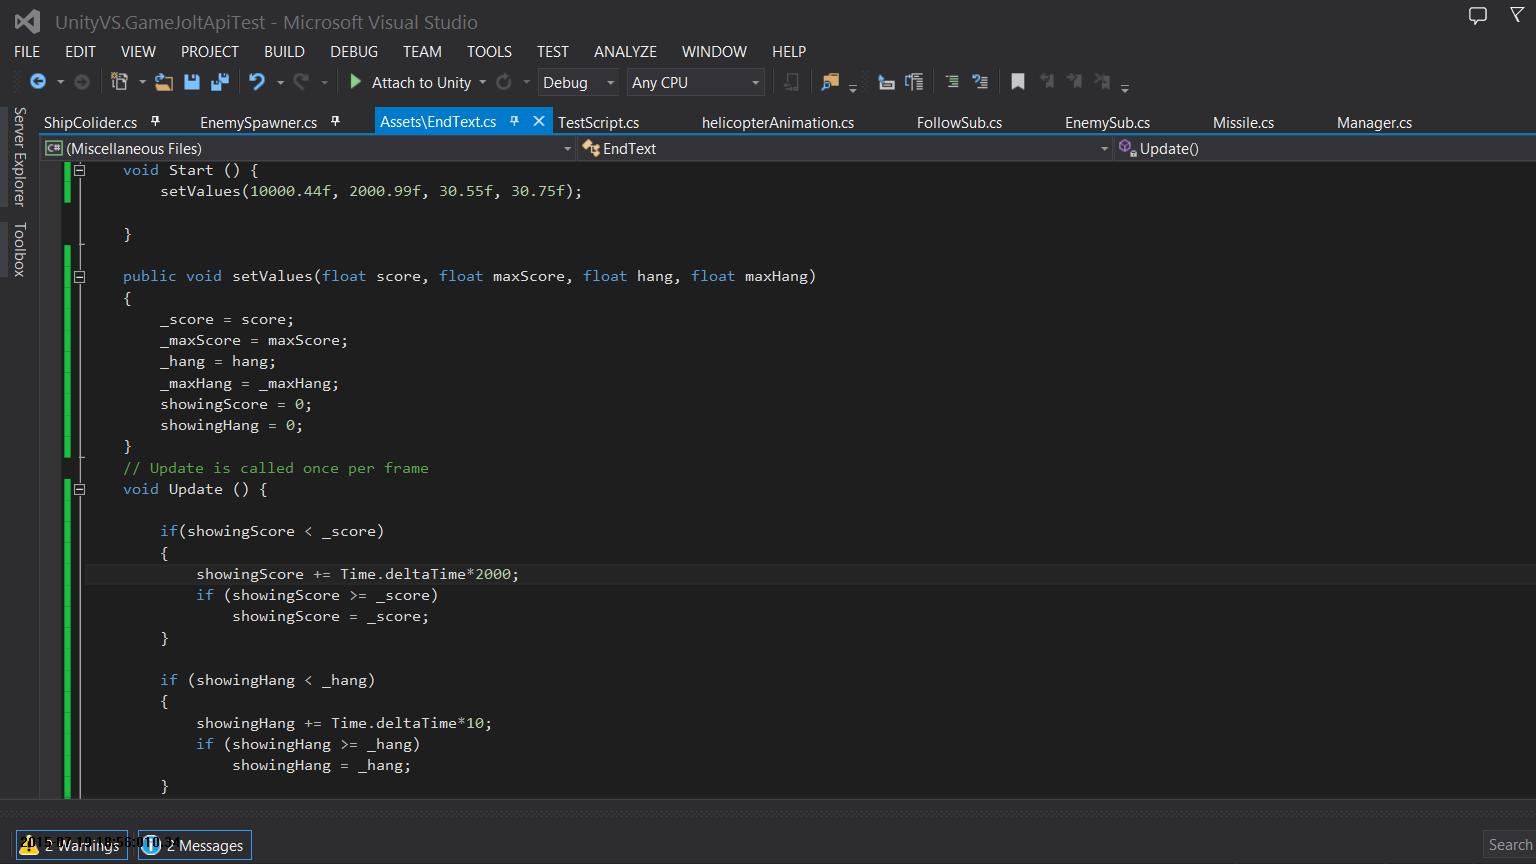 UnityVS.GameJoltApiTest - Microsoft Visual Studio
FILE EDIT VIEW PROJECT BUILD DEBUG TEAM TOOLS TEST ANALYZE WINDOW HELP
Attach to Unity Debug Any CPU
Server Explorer
Toolbox
ShipColider.cs EnemySpawner.cs Assets\EndText.cs TestScript.cs helicopterAnimation.cs FollowSub.cs EnemySub.cs Missile.cs Manager.cs
C# (Miscellaneous Files) EndText Update()
void Start () {
setValues(10000.44f, 2000.99f, 30.55f, 30.75f);
}
public void setValues(float score, float maxScore, float hang, float maxHang)
{
_score = score;
_maxScore = maxScore;
_hang = hang;
_maxHang = _maxHang;
showingScore = 0;
showingHang = 0;
}
// Update is called once per frame
void Update () {
if(showingScore < _score)
{
showingScore += Time.deltaTime*2000;
if (showingScore >= _score)
showingScore = _score;
}
if (showingHang < _hang)
{
showingHang += Time.deltaTime*10;
if (showingHang >= _hang)
showingHang = _hang;
}
2 Warnings 2 Messages Search